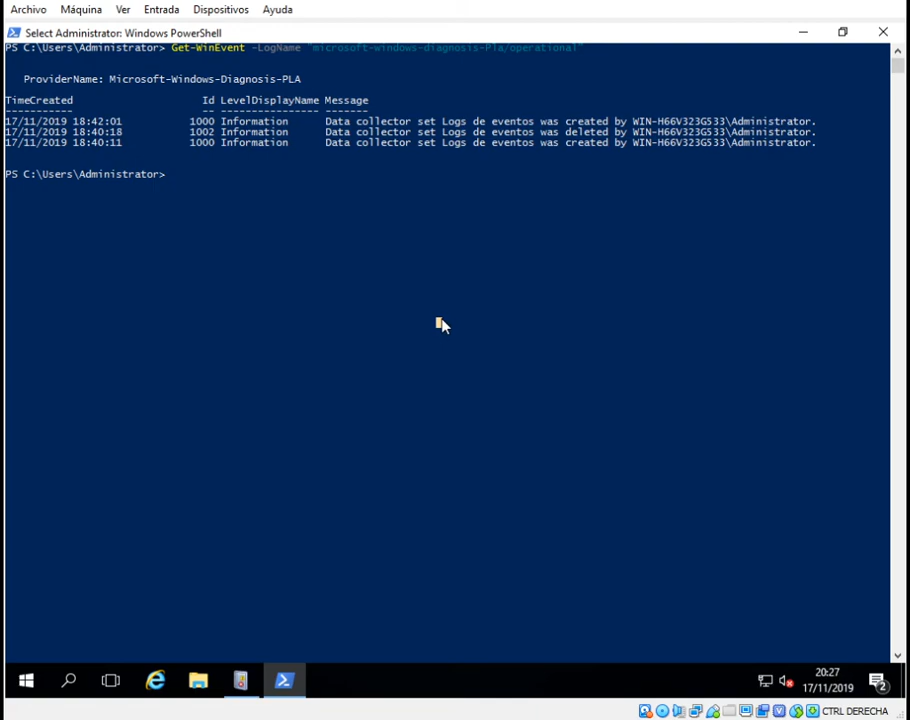 Archivo Máquina Ver Entrada Dispositivos Ayuda
Select Administrator: Windows PowerShell
PS C:\Users\Administrator> Get-WinEvent -LogName "microsoft-windows-diagnosis-Pla/operational"
ProviderName: Microsoft-Windows-Diagnosis-PLA
TimeCreated Id LevelDisplayName Message
----------- -- ---------------- -------
17/11/2019 18:42:01 1000 Information Data collector set Logs de eventos was created by WIN-H66V323G533\Administrator.
17/11/2019 18:40:18 1002 Information Data collector set Logs de eventos was deleted by WIN-H66V323G533\Administrator.
17/11/2019 18:40:11 1000 Information Data collector set Logs de eventos was created by WIN-H66V323G533\Administrator.
PS C:\Users\Administrator>
20:27
17/11/2019
2
CTRL DERECHA